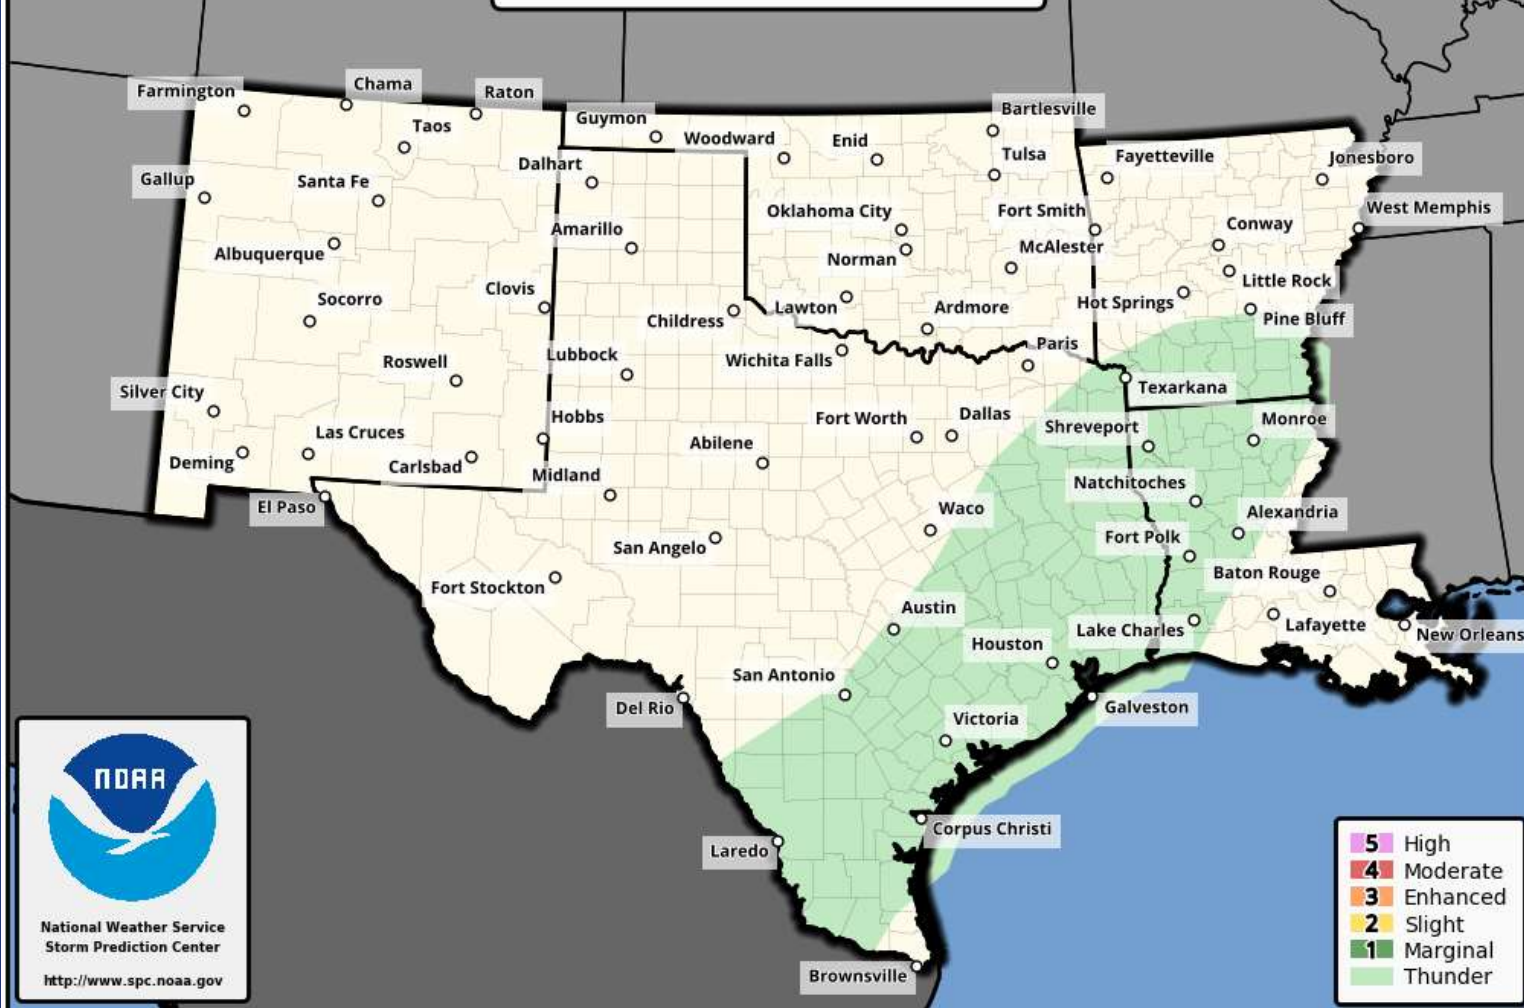 Farmington
Chama
Raton
Taos
Guymon
Woodward
Enid
Bartlesville
Tulsa
Fayetteville
Jonesboro
Gallup
Santa Fe
Dalhart
Oklahoma City
Fort Smith
West Memphis
Conway
Albuquerque
Amarillo
Norman
McAlester
Little Rock
Socorro
Clovis
Childress
Lawton
Ardmore
Hot Springs
Pine Bluff
Roswell
Lubbock
Wichita Falls
Paris
Silver City
Texarkana
Las Cruces
Hobbs
Abilene
Fort Worth
Dallas
Shreveport
Monroe
Deming
Carlsbad
Midland
Natchitoches
El Paso
San Angelo
Waco
Fort Polk
Alexandria
Fort Stockton
Baton Rouge
Austin
Houston
Lake Charles
Lafayette
New Orleans
San Antonio
Del Rio
Victoria
Galveston
Laredo
Corpus Christi
Brownsville
NOAA
National Weather Service
Storm Prediction Center
http://www.spc.noaa.gov
5 High
4 Moderate
3 Enhanced
2 Slight
1 Marginal
Thunder